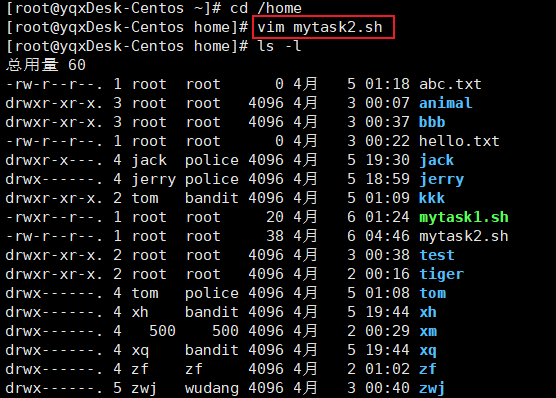 [root@yqxDesk-Centos ~]# cd /home
[root@yqxDesk-Centos home]# vim mytask2.sh
[root@yqxDesk-Centos home]# ls -l
总用量 60
-rw-r--r--. 1 root root 0 4月 5 01:18 abc.txt
drwxr-xr-x. 3 root root 4096 4月 3 00:07 animal
drwxr-xr-x. 3 root root 4096 4月 3 00:37 bbb
-rw-r--r--. 1 root root 0 4月 3 00:22 hello.txt
drwxr-x---. 4 jack police 4096 4月 5 19:30 jack
drwx------. 4 jerry police 4096 4月 5 18:59 jerry
drwxr-xr-x. 2 tom bandit 4096 4月 5 01:09 kkk
-rwxr--r--. 1 root root 20 4月 6 01:24 mytask1.sh
-rw-r--r--. 1 root root 38 4月 6 04:46 mytask2.sh
drwxr-xr-x. 2 root root 4096 4月 3 00:38 test
drwxr-xr-x. 2 root root 4096 4月 2 00:16 tiger
drwx------. 4 tom police 4096 4月 5 01:08 tom
drwx------. 4 xh bandit 4096 4月 5 19:44 xh
drwx------. 4 500 500 4096 4月 2 00:29 xm
drwx------. 4 xq bandit 4096 4月 5 19:44 xq
drwx------. 4 zf zf 4096 4月 2 01:02 zf
drwx------. 5 zwj wudang 4096 4月 3 00:40 zwj